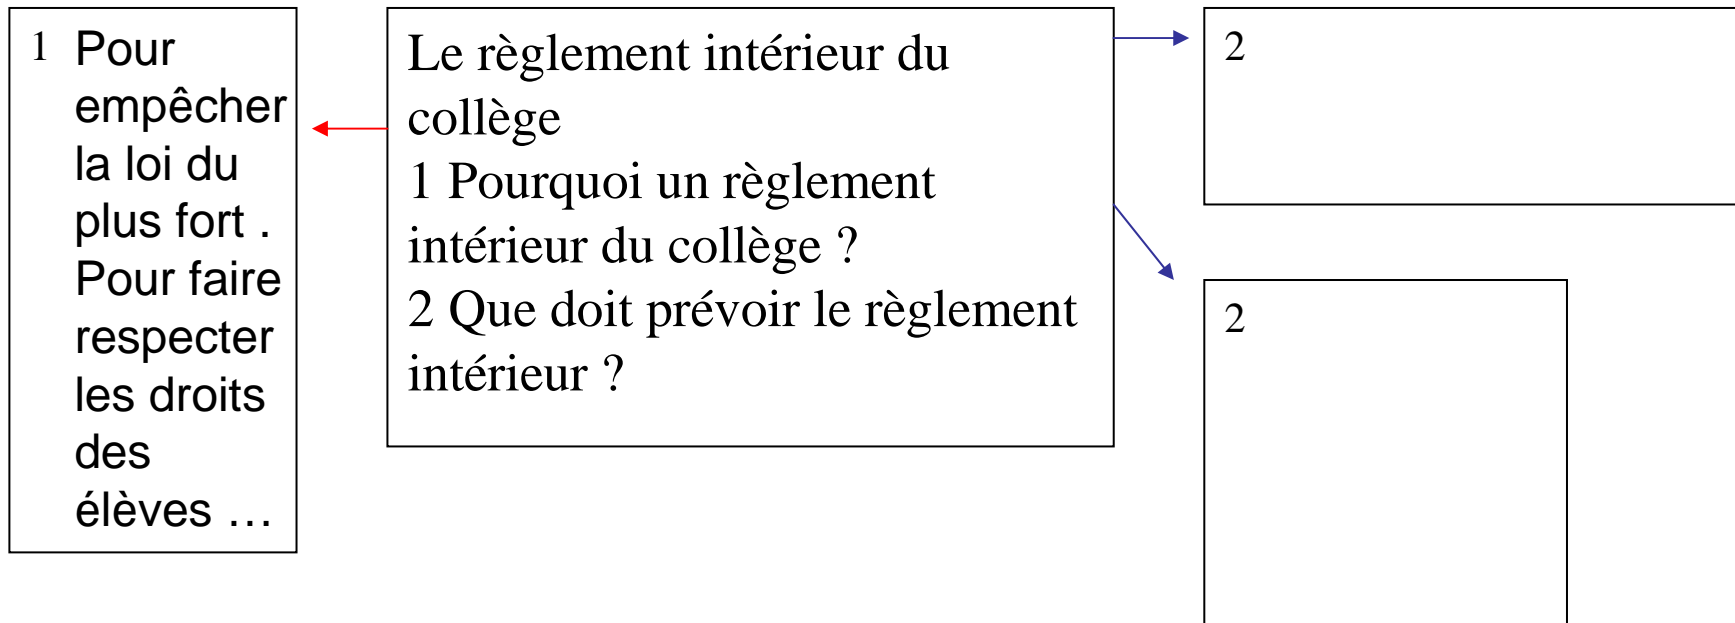 1 Pour
empêcher
la loi du
plus fort .
Pour faire
respecter
les droits
des
élèves …
Le règlement intérieur du
collège
1 Pourquoi un règlement
intérieur du collège ?
2 Que doit prévoir le règlement
intérieur ?
2
2